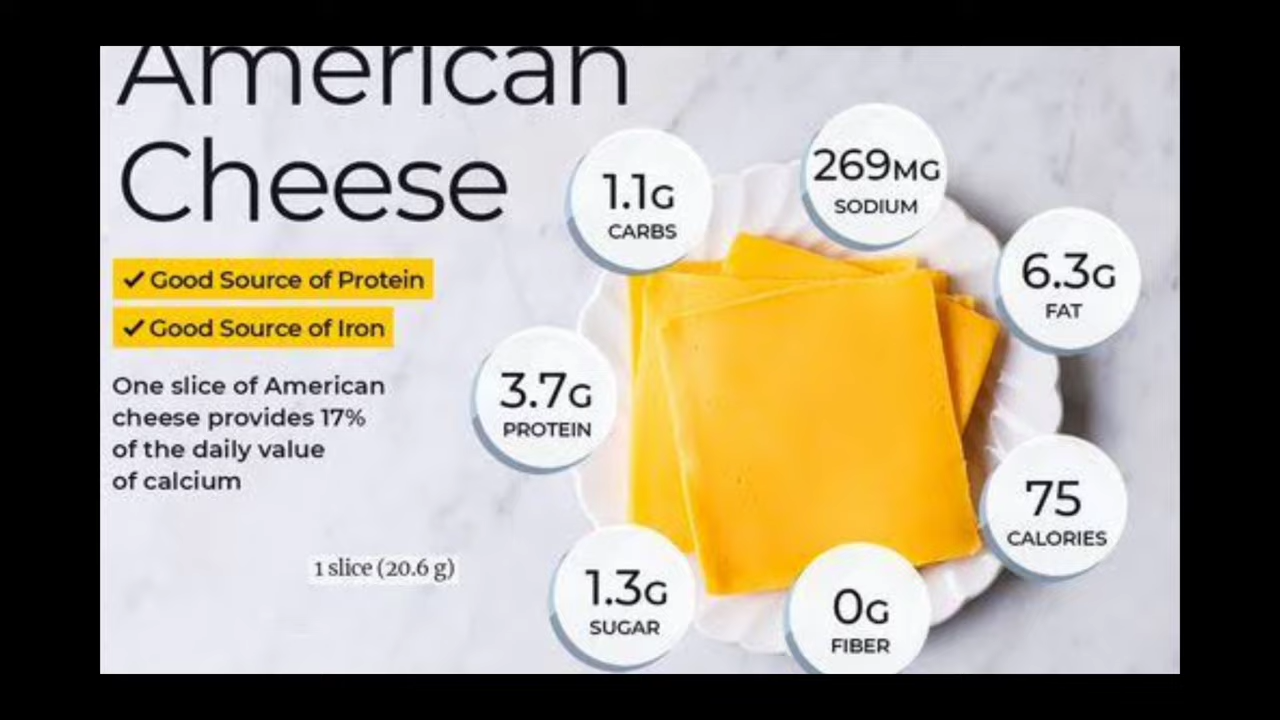 American
Cheese
✓ Good Source of Protein
✓ Good Source of Iron
One slice of American
cheese provides 17%
of the daily value
of calcium
1 slice (20.6 g)
1.1G
CARBS
269MG
SODIUM
6.3G
FAT
3.7G
PROTEIN
75
CALORIES
1.3G
SUGAR
0G
FIBER